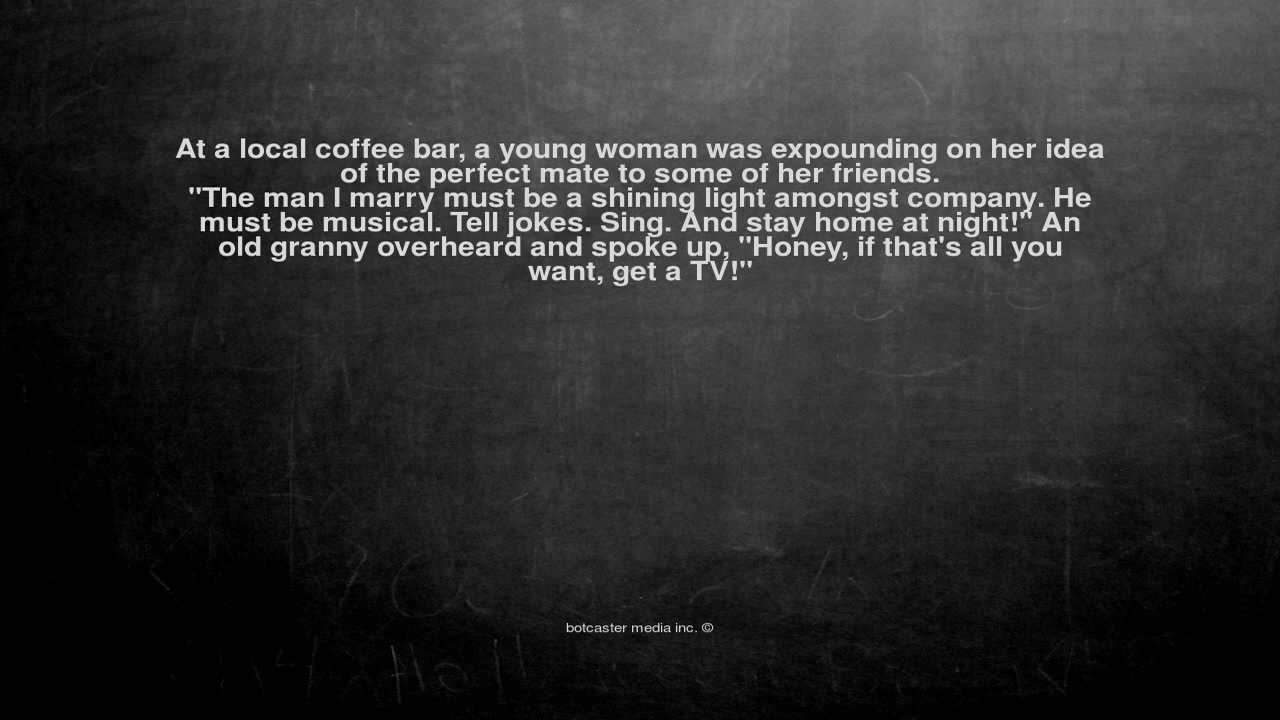 At a local coffee bar, a young woman was expounding on her idea
of the perfect mate to some of her friends.
"The man I marry must be a shining light amongst company. He
must be musical. Tell jokes. Sing. And stay home at night!" An
old granny overheard and spoke up, "Honey, if that's all you
want, get a TV!"
botcaster media inc. ©